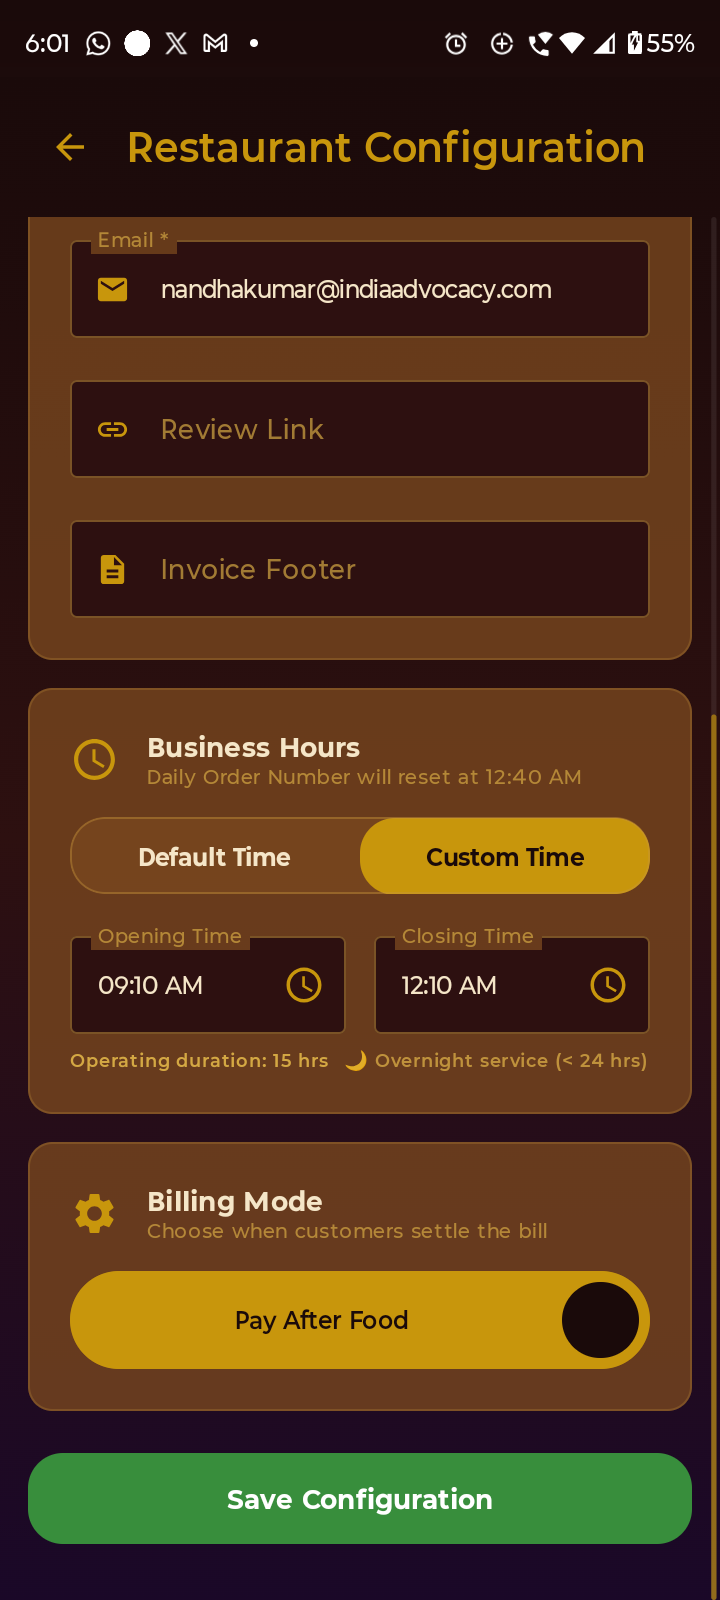 6:01
55%
Restaurant Configuration
Email *
nandhakumar@indiaadvocacy.com
Review Link
Invoice Footer
Business Hours
Daily Order Number will reset at 12:40 AM
Default Time
Custom Time
Opening Time
Closing Time
09:10 AM
12:10 AM
Operating duration: 15 hrs
🌙 Overnight service (< 24 hrs)
Billing Mode
Choose when customers settle the bill
Pay After Food
Save Configuration